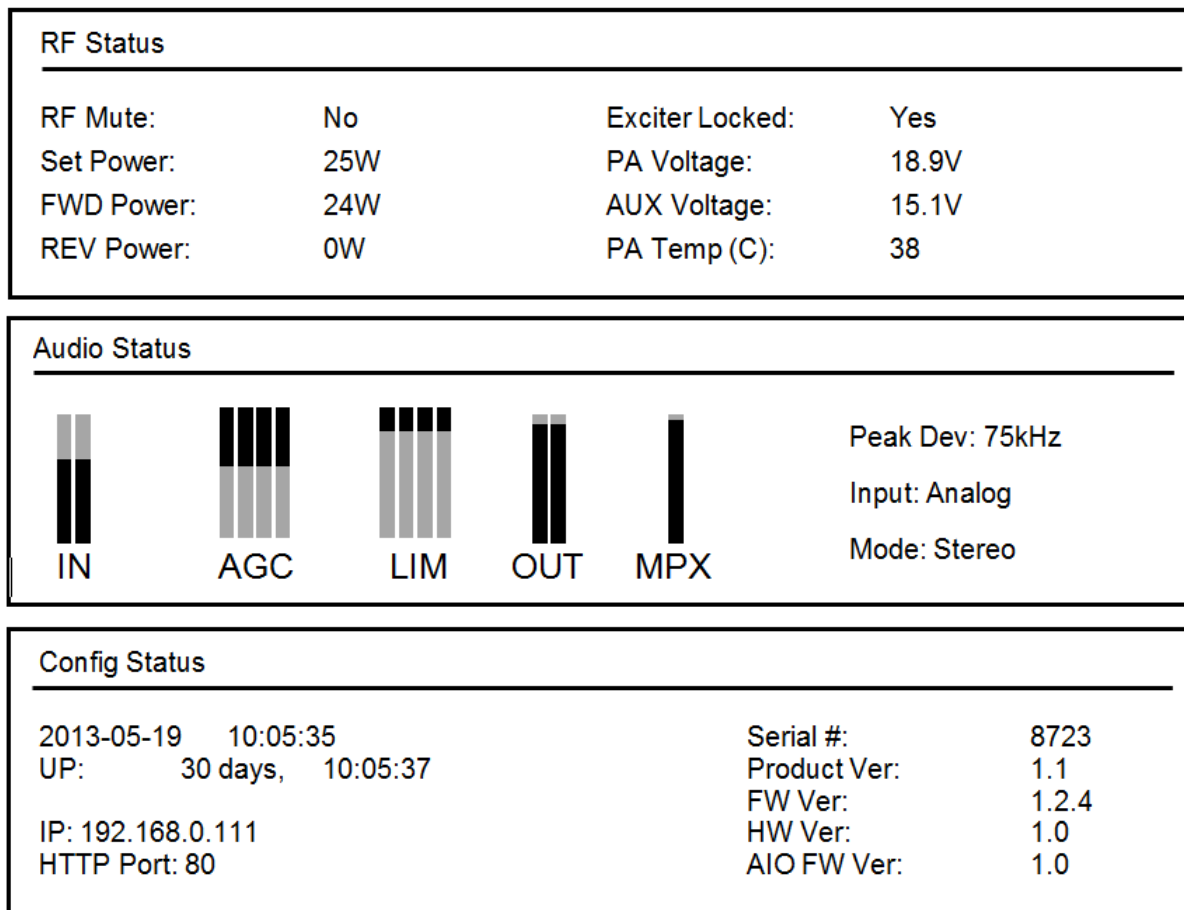 RF Status
RF Mute: No Exciter Locked: Yes
Set Power: 25W PA Voltage: 18.9V
FWD Power: 24W AUX Voltage: 15.1V
REV Power: 0W PA Temp (C): 38
Audio Status
Peak Dev: 75kHz
Input: Analog
Mode: Stereo
IN AGC LIM OUT MPX
Config Status
2013-05-19 10:05:35 Serial #: 8723
UP: 30 days, 10:05:37 Product Ver: 1.1
FW Ver: 1.2.4
IP: 192.168.0.111 HW Ver: 1.0
HTTP Port: 80 AIO FW Ver: 1.0